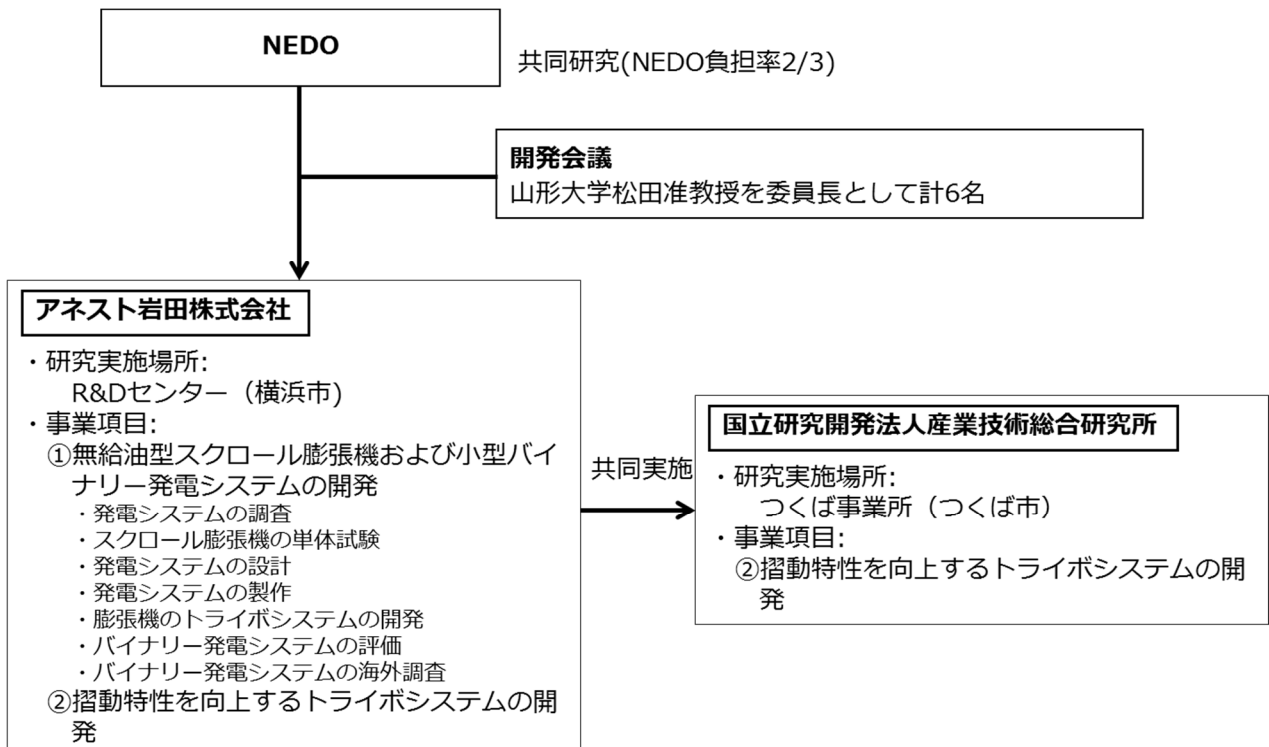 NEDO
共同研究(NEDO負担率2/3)
開発会議
山形大学松田准教授を委員長として計6名
アネスト岩田株式会社
・研究実施場所:
R&Dセンター（横浜市)
・事業項目:
①無給油型スクロール膨張機および小型バイ
ナリー発電システムの開発
・発電システムの調査
・スクロール膨張機の単体試験
・発電システムの設計
・発電システムの製作
・膨張機のトライボシステムの開発
・バイナリー発電システムの評価
・バイナリー発電システムの海外調査
②摺動特性を向上するトライボシステムの開
発
共同実施
国立研究開発法人産業技術総合研究所
・研究実施場所:
つくば事業所（つくば市）
・事業項目:
②摺動特性を向上するトライボシステムの開
発